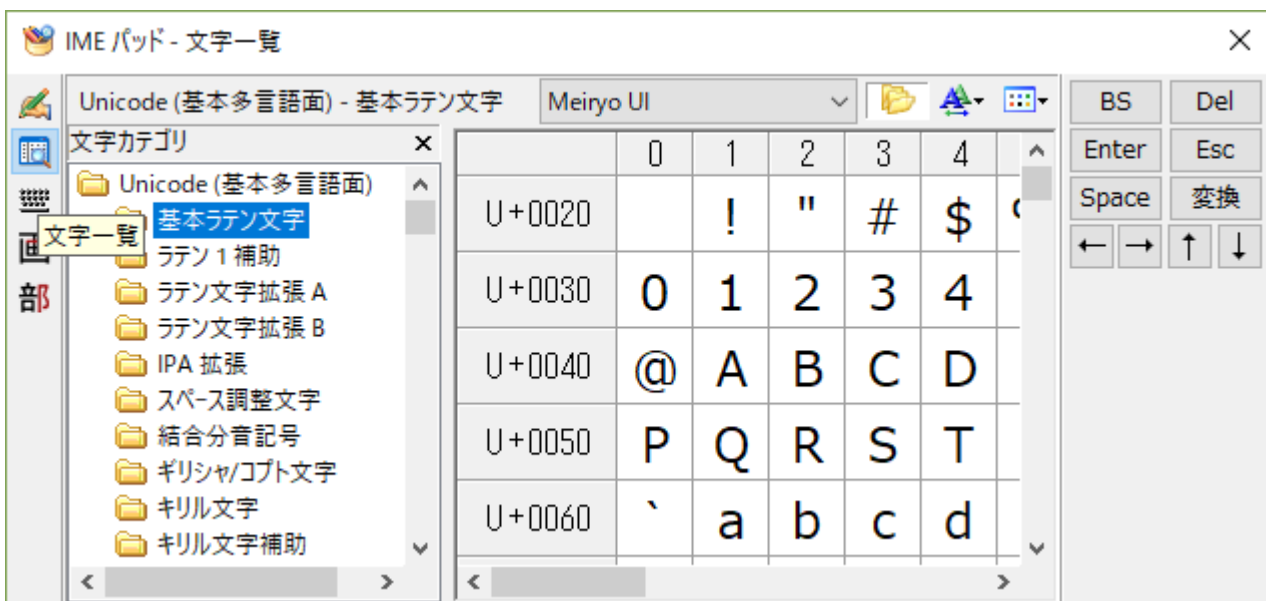 IME パッド - 文字一覧
Unicode (基本多言語面) - 基本ラテン文字 Meiryo UI
文字カテゴリ
Unicode (基本多言語面)
基本ラテン文字
ラテン 1 補助
ラテン文字拡張 A
ラテン文字拡張 B
IPA 拡張
スペース調整文字
結合分音記号
ギリシャ/コプト文字
キリル文字
キリル文字補助
文字一覧
画
部
0 1 2 3 4
U+0020 ! " # $
U+0030 0 1 2 3 4
U+0040 @ A B C D
U+0050 P Q R S T
U+0060 ` a b c d
BS Del
Enter Esc
Space 変換
← → ↑ ↓